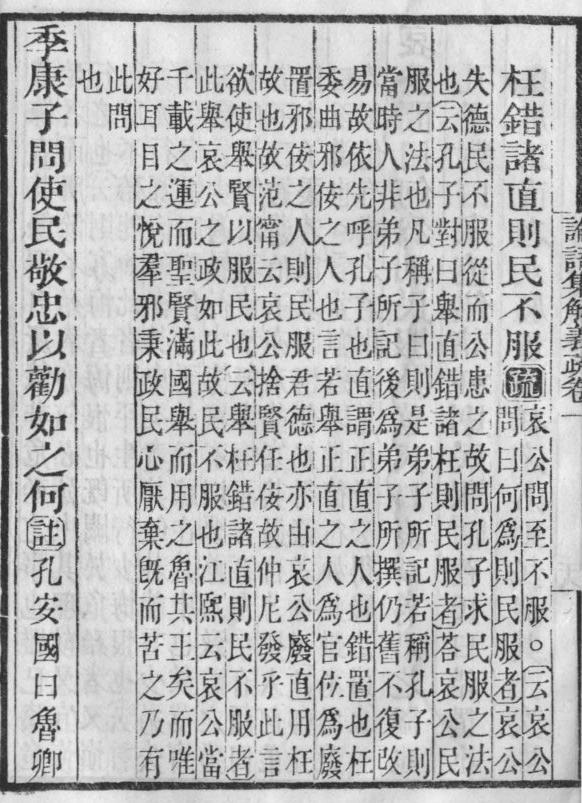 論語集解義疏卷一
枉錯諸直則民不服疏哀公問至不服。云哀公
問曰何爲則民服者哀公
失德民不服從而公患之故問孔子求民服之法
也云孔子對曰舉直錯諸枉則民服者荅哀公民
服之法也凡稱子曰則是弟子所記若稱孔子則
當時人非弟子所記後爲弟子所撰仍舊不復改
易故依先呼孔子也直謂正直之人也錯置也枉
委曲邪佞之人也言若舉正直之人爲官位爲廢
置邪佞之人則民服君德也亦由哀公廢直用枉
故也故范甯云哀公捨賢任佞故仲尼發乎此言
欲使舉賢以服民也云舉枉錯諸直則民不服者
此舉哀公之政如此故民不服也江熙云哀公當
千載之運而聖賢滿國舉而用之魯其王矣而唯
好耳目之悅羣邪秉政民心厭棄旣而苦之乃有
此問
也
季康子問使民敬忠以勸如之何註孔安國曰魯卿